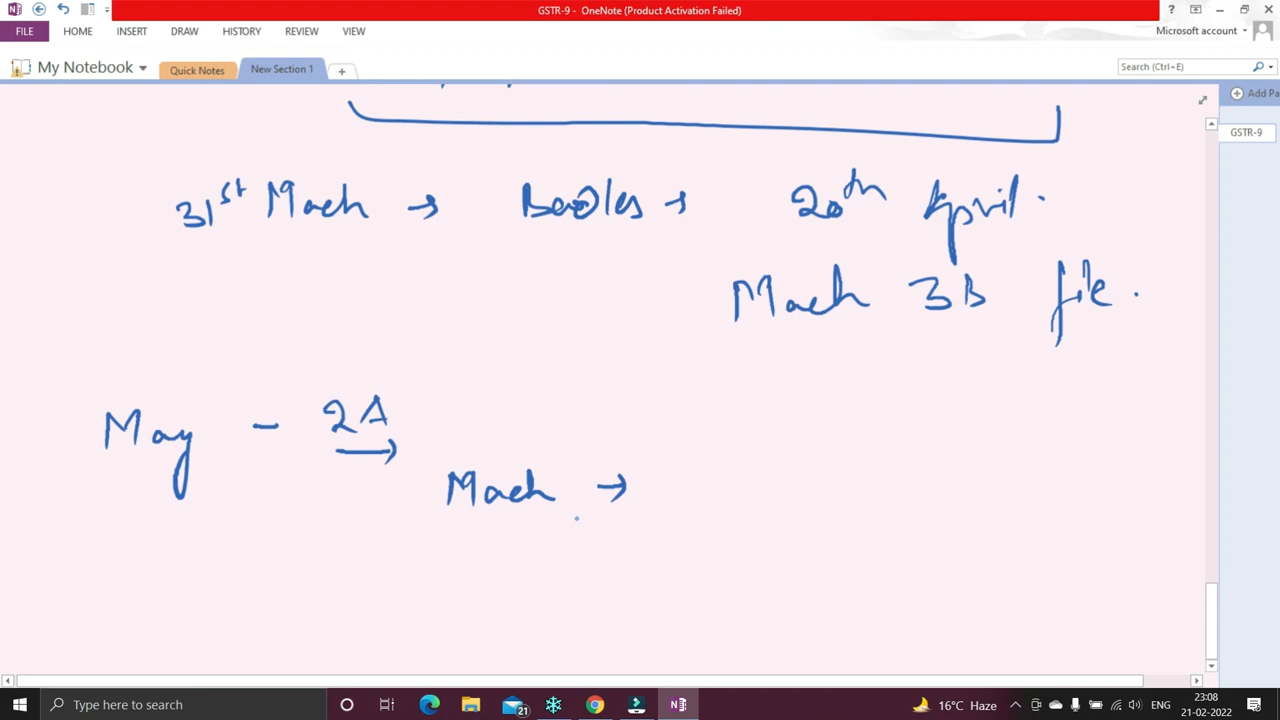 GSTR-9 - OneNote (Product Activation Failed)
FILE HOME INSERT DRAW HISTORY REVIEW VIEW
Microsoft account
My Notebook Quick Notes New Section 1
Search (Ctrl+E)
Add Pa
GSTR-9
31st Mach → → 20th April.
Mach 3B file.
May - 2A
Mach →
Type here to search
21
16°C Haze
ENG
23:08
21-02-2022